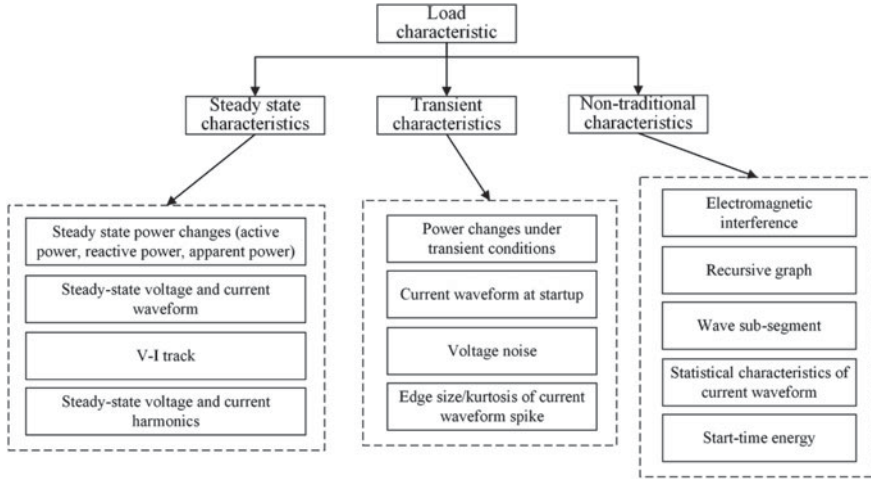 Load
characteristic
Steady state
characteristics
Transient
characteristics
Non-traditional
characteristics
Steady state power changes (active
power, reactive power, apparent power)
Steady-state voltage and current
waveform
V-I track
Steady-state voltage and current
harmonics
Power changes under
transient conditions
Current waveform at startup
Voltage noise
Edge size/kurtosis of current
waveform spike
Electromagnetic
interference
Recursive graph
Wave sub-segment
Statistical characteristics of
current waveform
Start-time energy